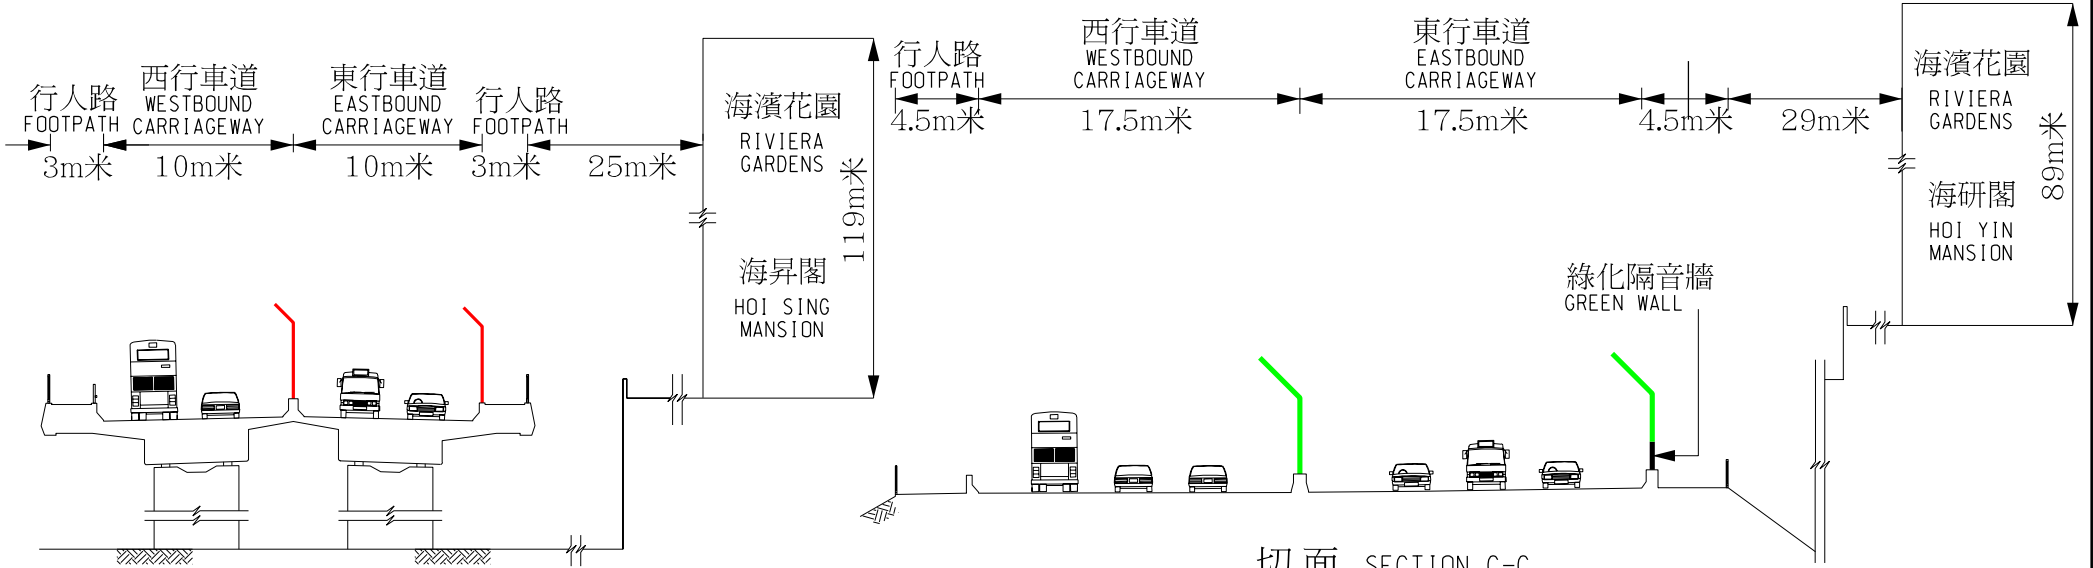 行人路
FOOTPATH
3m米
西行車道
WESTBOUND
CARRIAGEWAY
10m米
東行車道
EASTBOUND
CARRIAGEWAY
10m米
行人路
FOOTPATH
3m米
25m米
海濱花園
RIVIERA
GARDENS
海昇閣
HOI SING
MANSION
119m米
行人路
FOOTPATH
4.5m米
西行車道
WESTBOUND
CARRIAGEWAY
17.5m米
東行車道
EASTBOUND
CARRIAGEWAY
17.5m米
4.5m米
29m米
海濱花園
RIVIERA
GARDENS
海研閣
HOI YIN
MANSION
89m米
綠化隔音牆
GREEN WALL
切面 SECTION C-C